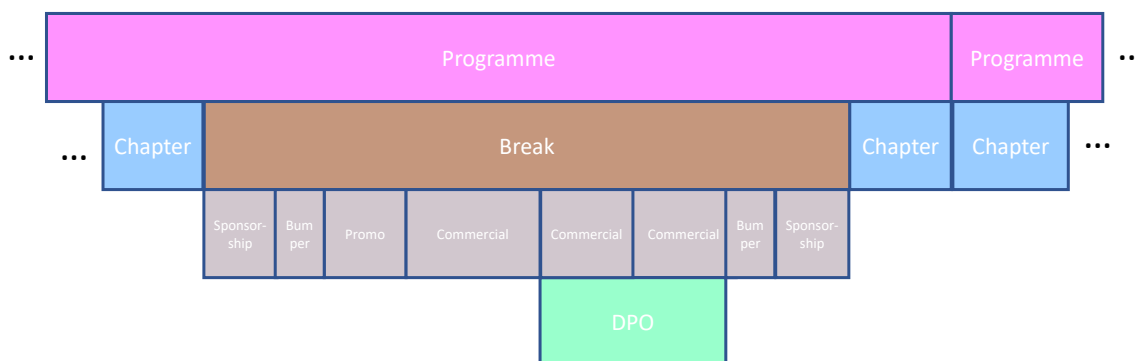 ... Programme Programme ..
... Chapter Break Chapter Chapter ...
Sponsor-
ship
Bum
per
Promo
Commercial
Commercial
Commercial
Bum
per
Sponsor-
ship
DPO